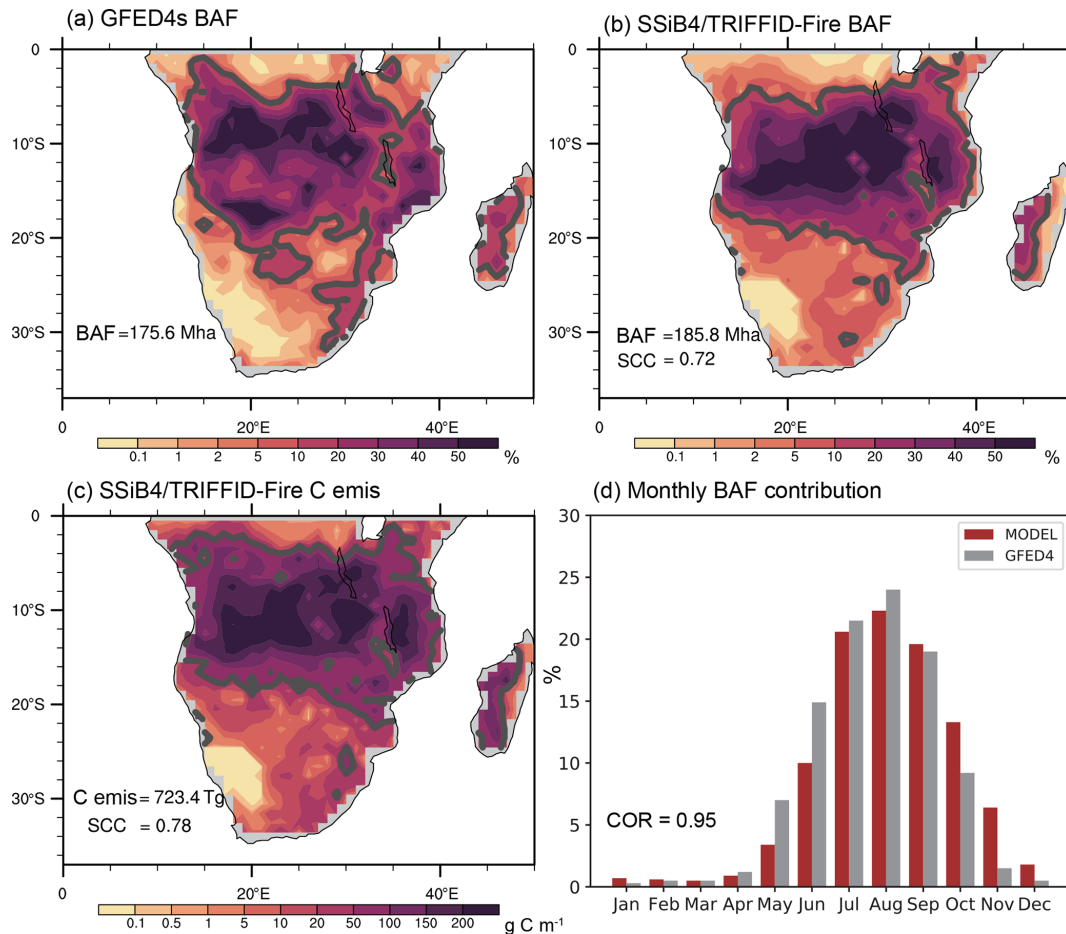 (a) GFED4s BAF
0
10°S
20°S
30°S
BAF =175.6 Mha
0 20°E 40°E
0.1 1 2 5 10 20 30 40 50 %
(b) SSiB4/TRIFFID-Fire BAF
0
10°S
20°S
30°S
BAF = 185.8 Mha
SCC = 0.72
0 20°E 40°E
0.1 1 2 5 10 20 30 40 50 %
(c) SSiB4/TRIFFID-Fire C emis
0
10°S
20°S
30°S
C emis = 723.4 Tg
SCC = 0.78
0 20°E 40°E
0.1 0.5 1 5 10 20 50 100 150 200 g C m⁻¹
(d) Monthly BAF contribution
30
25
20
15
10
5
0
%
MODEL
GFED4
COR = 0.95
Jan Feb Mar Apr May Jun Jul Aug Sep Oct Nov Dec